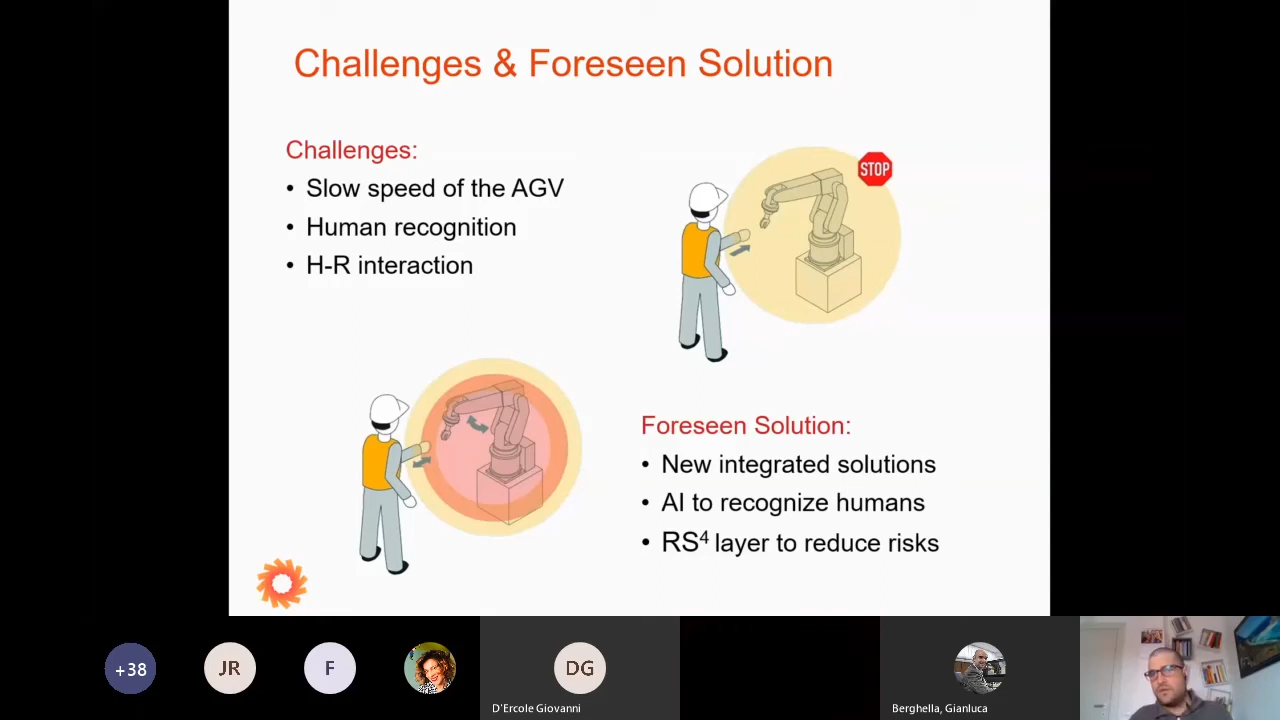 Challenges & Foreseen Solution
Challenges:
• Slow speed of the AGV
• Human recognition
• H-R interaction
STOP
Foreseen Solution:
• New integrated solutions
• AI to recognize humans
• RS⁴ layer to reduce risks
+38
JR
F
DG
D'Ercole Giovanni
Berghella, Gianluca